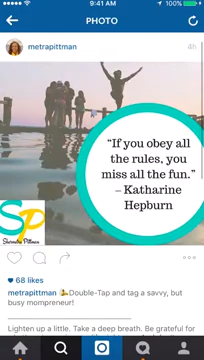 9:41 AM
100%
PHOTO
metrapittman
4h
“If you obey all
the rules, you
miss all the fun.”
– Katharine
Hepburn
SP
Shemetra Pittman
68 likes
metrapittman Double-Tap and tag a savvy, but
busy mompreneur!
Lighten up a little. Take a deep breath. Be grateful for